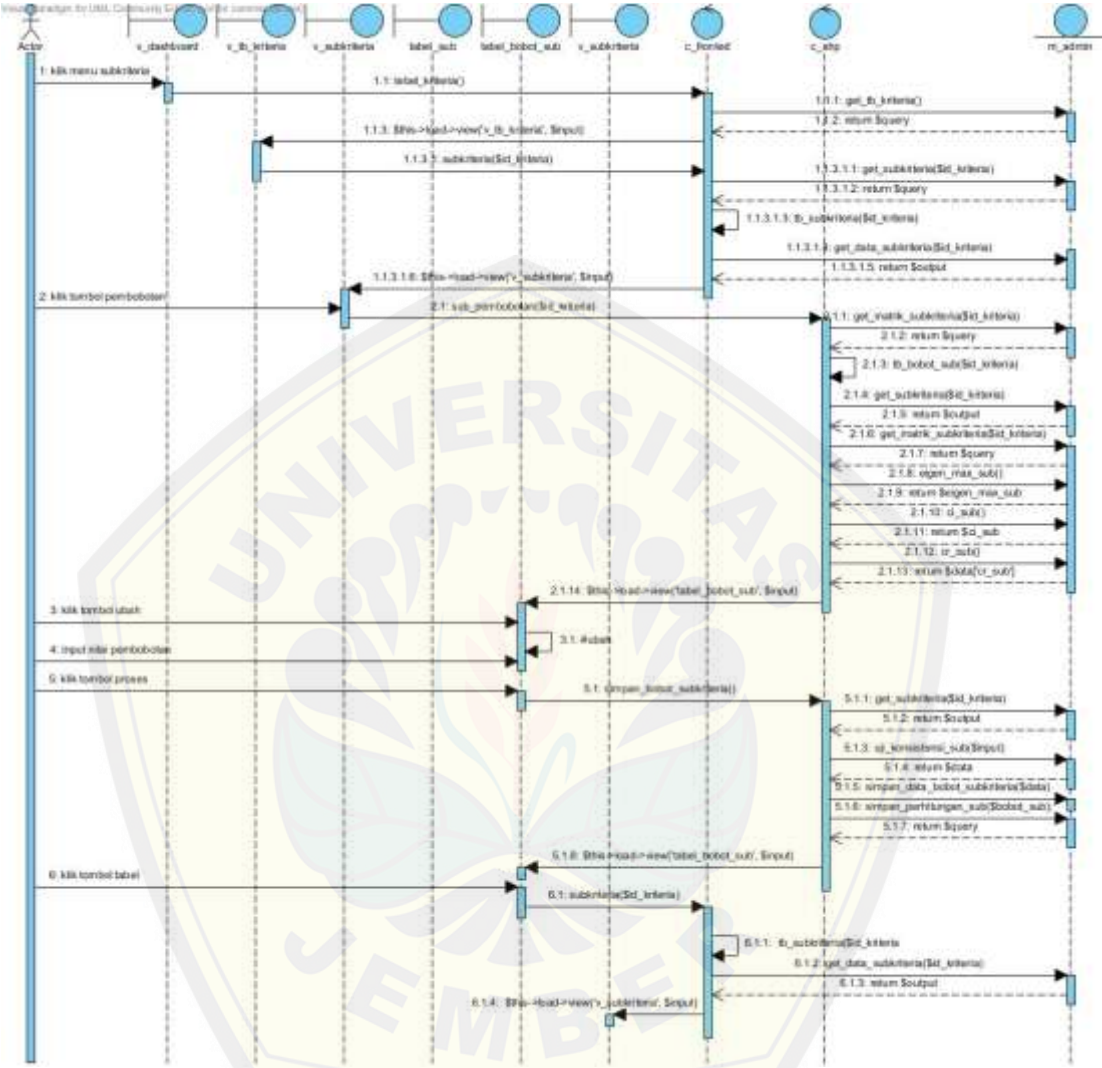 Visual Paradigm for UML Community Edition [not for commercial use]
Actor
v_dashboard
v_tb_kriteria
v_subkriteria
tabel_sub
tabel_bobot_sub
v_subkriteria
c_ahp
m_admin
1: klik menu subkriteria
1.1: tabel_kriteria()
1.1.1: get_tb_kriteria()
1.1.2: return $query
1.1.3: $this->load->view('v_tb_kriteria', $input)
1.1.3.1: subkriteria($id_kriteria)
1.1.3.1.1: get_subkriteria($id_kriteria)
1.1.3.1.2: return $query
1.1.3.1.3: tb_subkriteria($id_kriteria)
1.1.3.1.4: get_data_subkriteria($id_kriteria)
1.1.3.1.5: return $output
1.1.3.1.6: $this->load->view('v_subkriteria', $input)
2: klik tombol pembobotan
2.1: sub_pembobotan($id_kriteria)
2.1.1: get_matrik_subkriteria($id_kriteria)
2.1.2: return $query
2.1.3: tb_bobot_sub($id_kriteria)
2.1.4: get_subkriteria($id_kriteria)
2.1.5: return $output
2.1.6: get_matrik_subkriteria($id_kriteria)
2.1.7: return $query
2.1.8: eigen_max_sub()
2.1.9: return $eigen_max_sub
2.1.10: ci_sub()
2.1.11: return $ci_sub
2.1.12: cr_sub()
2.1.13: return $data['cr_sub']
2.1.14: $this->load->view('tabel_bobot_sub', $input)
3: klik tombol ubah
3.1: #ubah
4: input nilai pembobotan
5: klik tombol proses
5.1: simpan_bobot_subkriteria()
5.1.1: get_subkriteria($id_kriteria)
5.1.2: return $output
5.1.3: uji_konsistensi_sub($input)
5.1.4: return $data
5.1.5: simpan_data_bobot_subkriteria($data)
5.1.6: simpan_perhitungan_sub($bobot_sub)
5.1.7: return $query
5.1.8: $this->load->view('tabel_bobot_sub', $input)
6: klik tombol tabel
6.1: subkriteria($id_kriteria)
6.1.1: tb_subkriteria($id_kriteria
6.1.2: get_data_subkriteria($id_kriteria)
6.1.3: return $output
6.1.4: $this->load->view('v_subkriteria', $input)
UNIVERSITAS
JEMBER